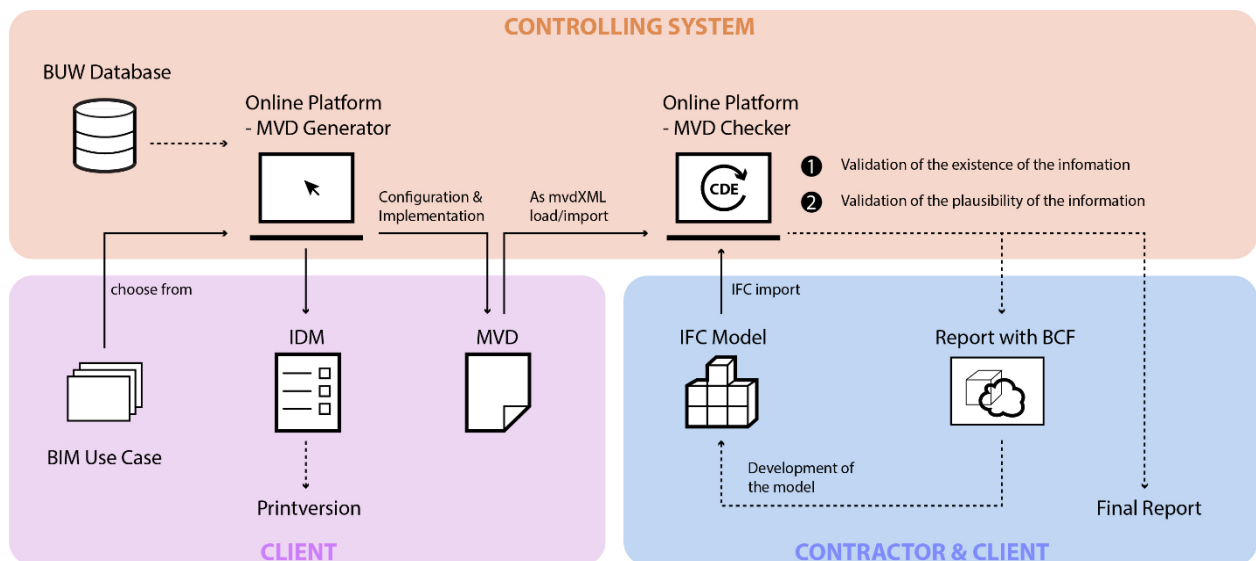 CONTROLLING SYSTEM
BUW Database
Online Platform
- MVD Generator
Online Platform
- MVD Checker
CDE
1 Validation of the existence of the infomation
2 Validation of the plausibility of the information
Configuration &
Implementation
As mvdXML
load/import
choose from
IFC import
IDM
MVD
IFC Model
Report with BCF
BIM Use Case
Development of
the model
Printversion
Final Report
CLIENT
CONTRACTOR & CLIENT